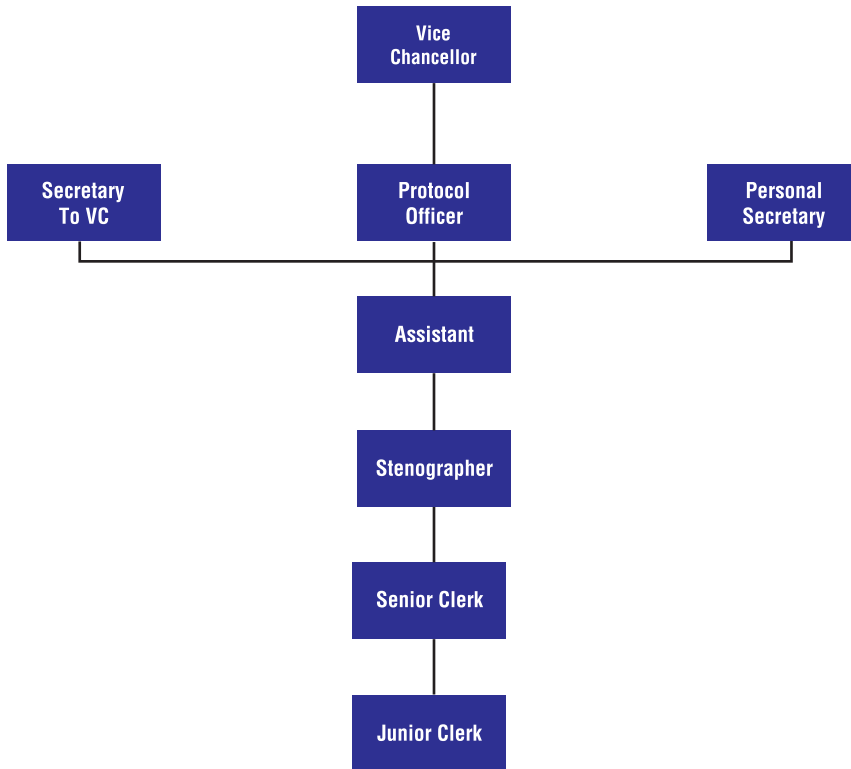 Vice
Chancellor
Secretary
To VC
Protocol
Officer
Personal
Secretary
Assistant
Stenographer
Senior Clerk
Junior Clerk